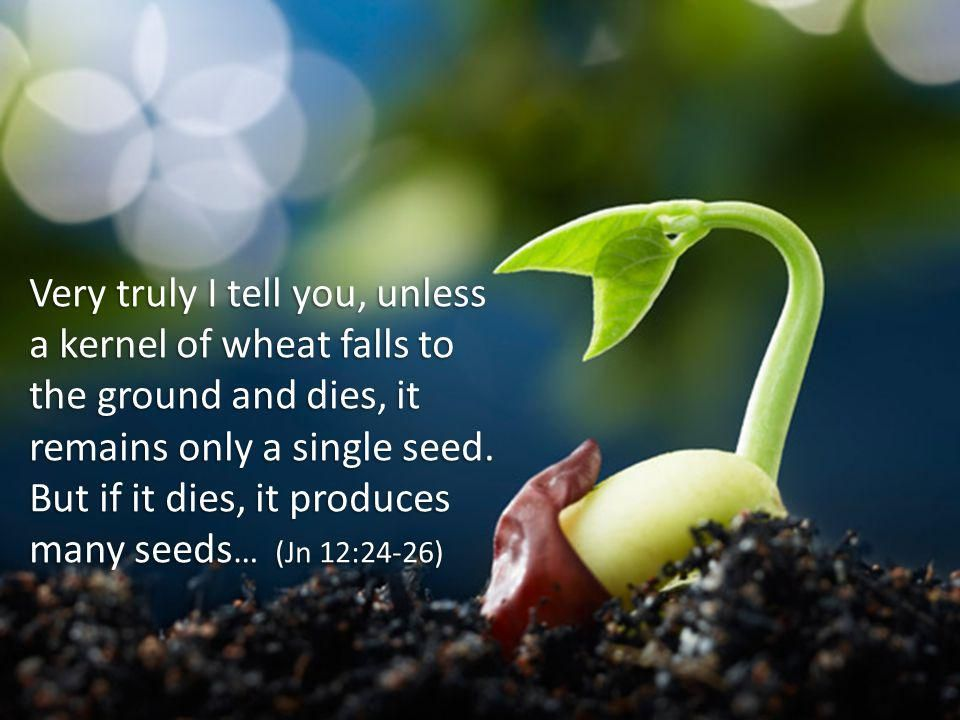 Very truly I tell you, unless
a kernel of wheat falls to
the ground and dies, it
remains only a single seed.
But if it dies, it produces
many seeds… (Jn 12:24-26)